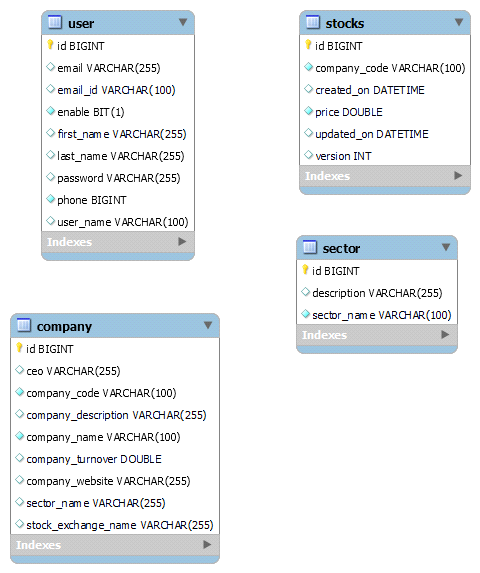 user
id BIGINT
email VARCHAR(255)
email_id VARCHAR(100)
enable BIT(1)
first_name VARCHAR(255)
last_name VARCHAR(255)
password VARCHAR(255)
phone BIGINT
user_name VARCHAR(100)
Indexes
stocks
id BIGINT
company_code VARCHAR(100)
created_on DATETIME
price DOUBLE
updated_on DATETIME
version INT
Indexes
sector
id BIGINT
description VARCHAR(255)
sector_name VARCHAR(100)
Indexes
company
id BIGINT
ceo VARCHAR(255)
company_code VARCHAR(100)
company_description VARCHAR(255)
company_name VARCHAR(100)
company_turnover DOUBLE
company_website VARCHAR(255)
sector_name VARCHAR(255)
stock_exchange_name VARCHAR(255)
Indexes